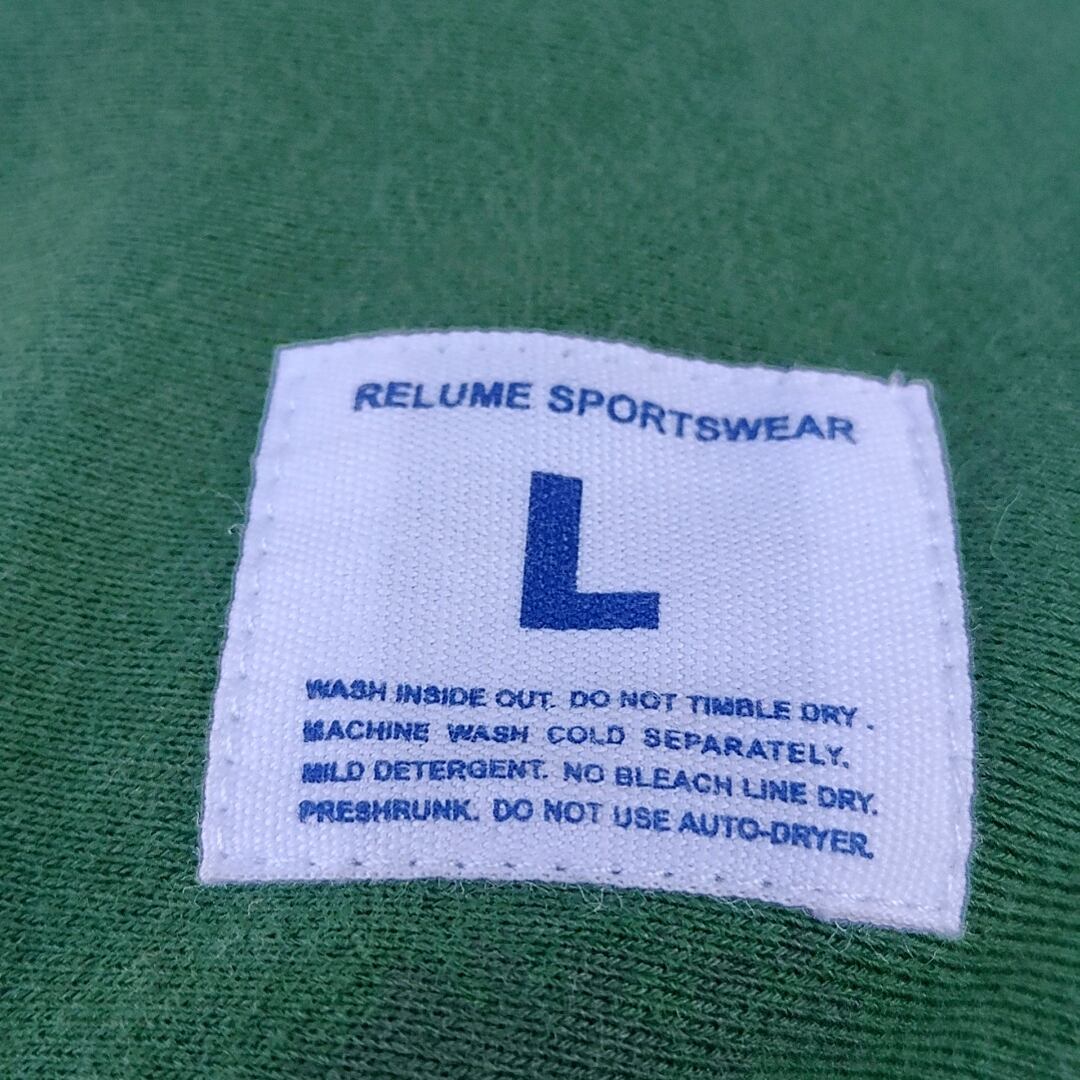 RELUME SPORTSWEAR
L
WASH INSIDE OUT. DO NOT TIMBLE DRY.
MACHINE WASH COLD SEPARATELY.
MILD DETERGENT. NO BLEACH LINE DRY.
PRESHRUNK. DO NOT USE AUTO-DRYER.